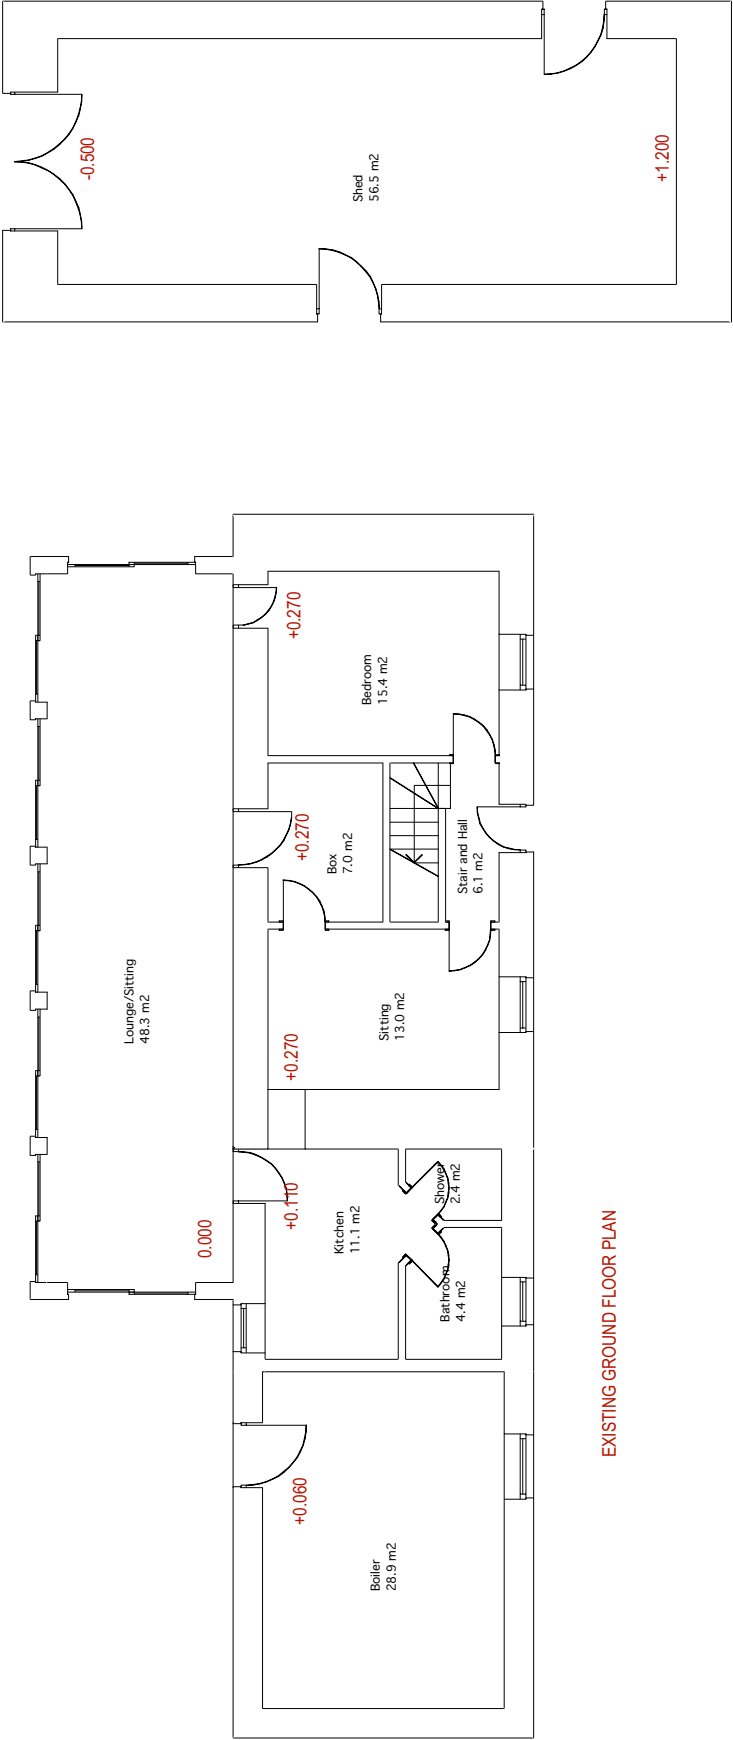 Boiler
28.9 m2
+0.060
Kitchen
11.1 m2
+0.110
Bathroom
4.4 m2
Shower
2.4 m2
0.000
Lounge/Sitting
48.3 m2
Sitting
13.0 m2
+0.270
Box
7.0 m2
+0.270
Stair and Hall
6.1 m2
Bedroom
15.4 m2
+0.270
Shed
56.5 m2
-0.500
+1.200
EXISTING GROUND FLOOR PLAN